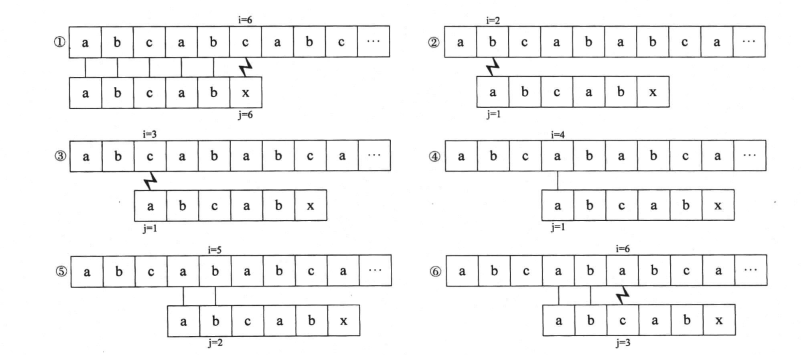 i=6
① a b c a b c a b c ···
a b c a b x
j=6
i=2
② a b c a b a b c a ···
a b c a b x
j=1
i=3
③ a b c a b a b c a ···
a b c a b x
j=1
i=4
④ a b c a b a b c a ···
a b c a b x
j=1
i=5
⑤ a b c a b a b c a ···
a b c a b x
j=2
i=6
⑥ a b c a b a b c a ···
a b c a b x
j=3